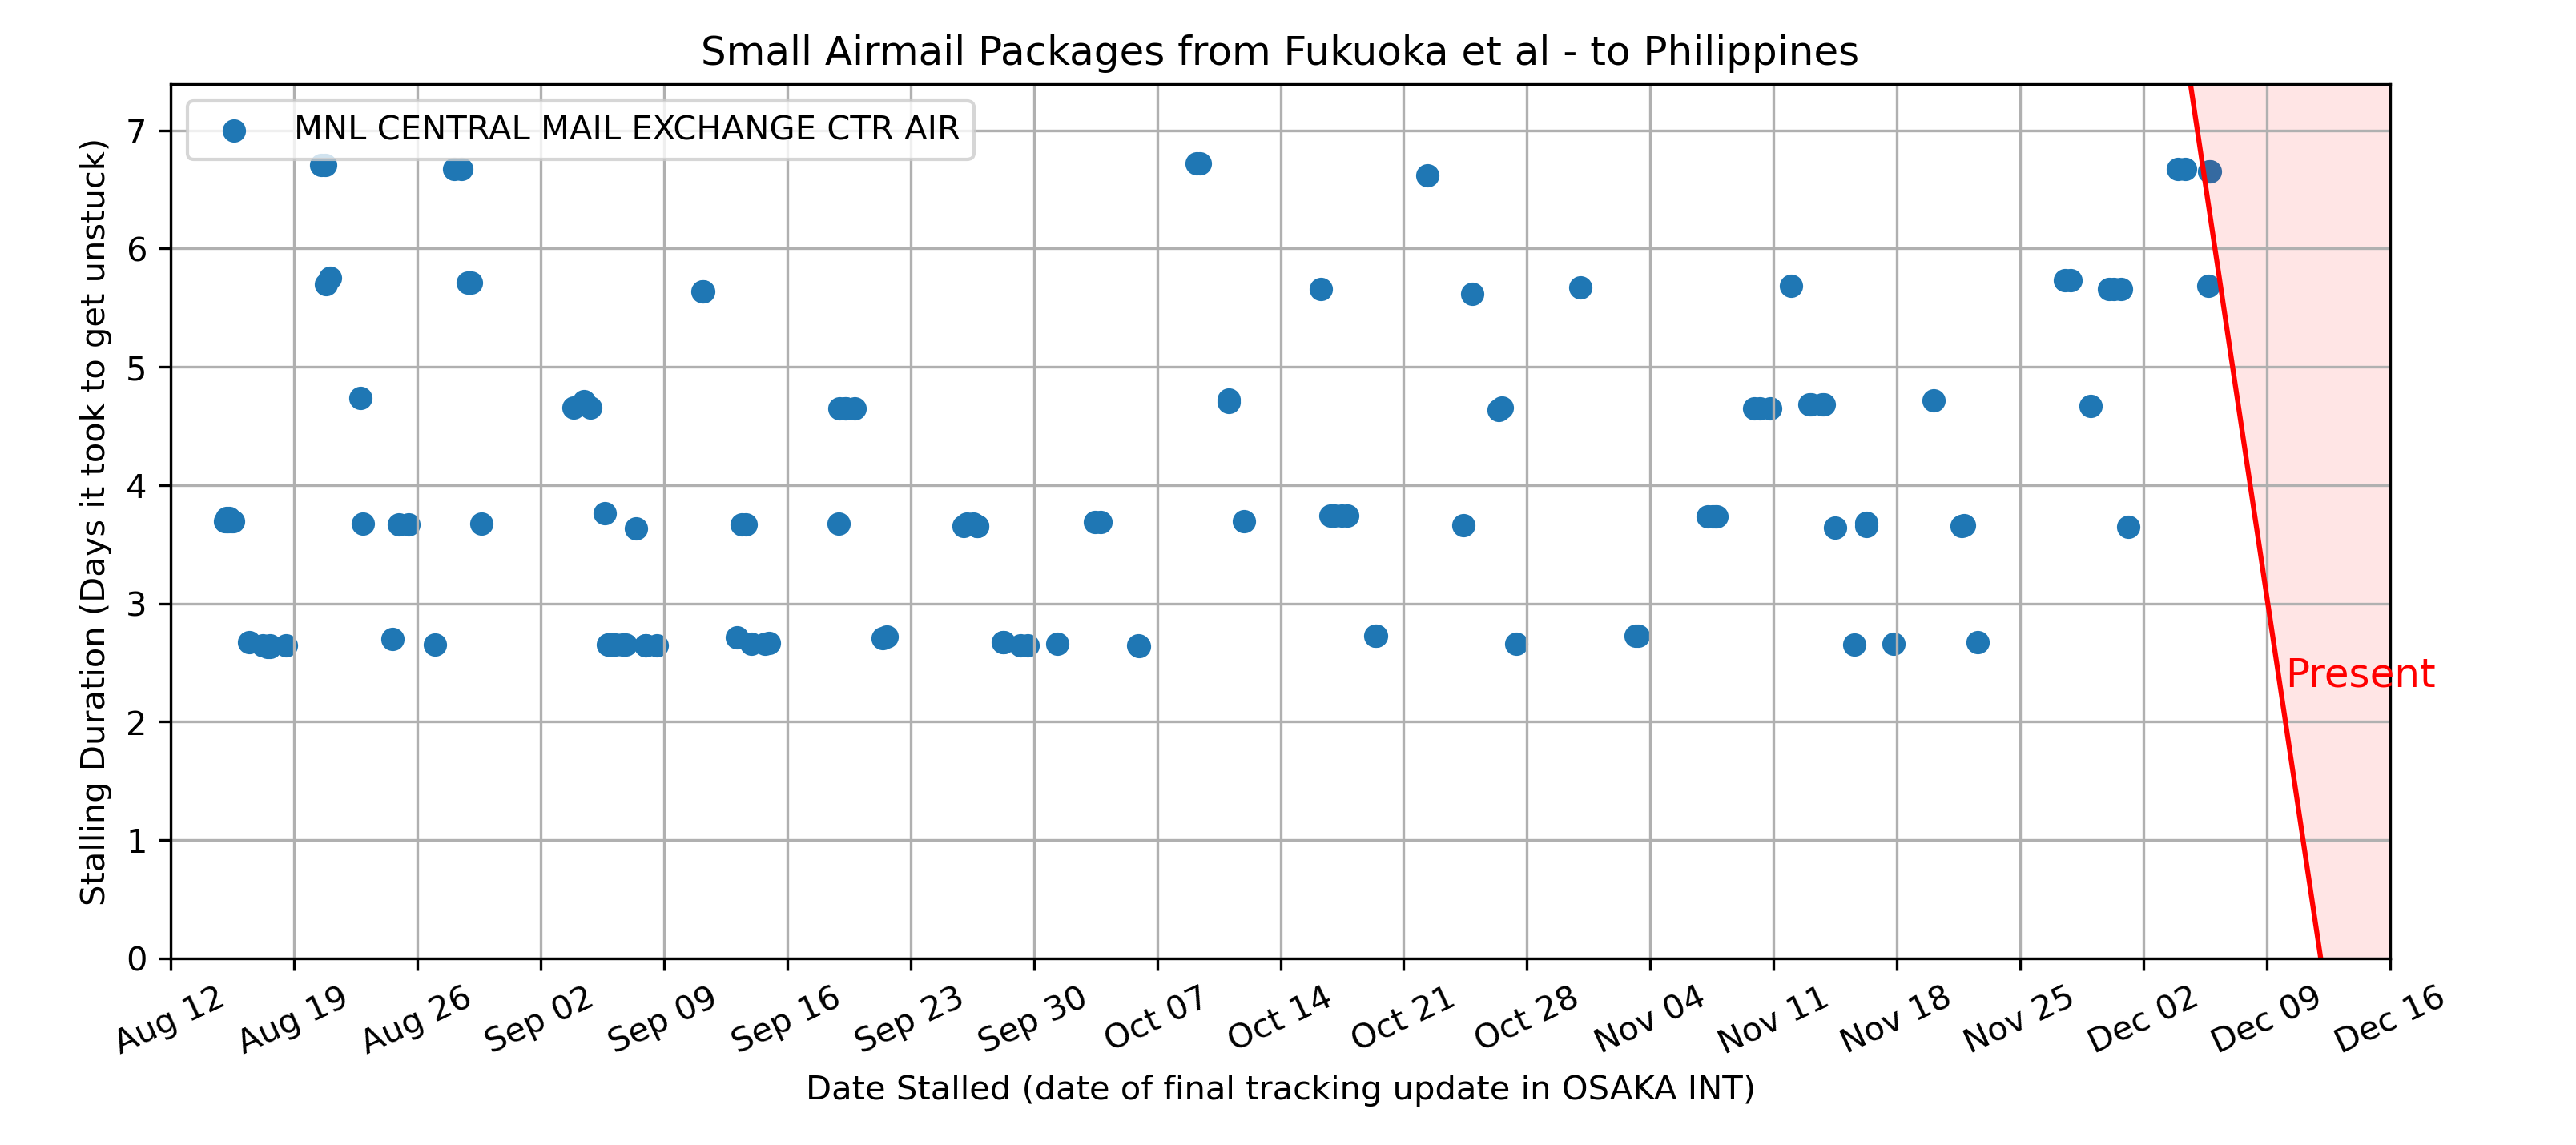 Small Airmail Packages from Fukuoka et al - to Philippines
MNL CENTRAL MAIL EXCHANGE CTR AIR
Stalling Duration (Days it took to get unstuck)
7
6
5
4
3
2
1
0
Present
Aug 12
Aug 19
Aug 26
Sep 02
Sep 09
Sep 16
Sep 23
Sep 30
Oct 07
Oct 14
Oct 21
Oct 28
Nov 04
Nov 11
Nov 18
Nov 25
Dec 02
Dec 09
Dec 16
Date Stalled (date of final tracking update in OSAKA INT)